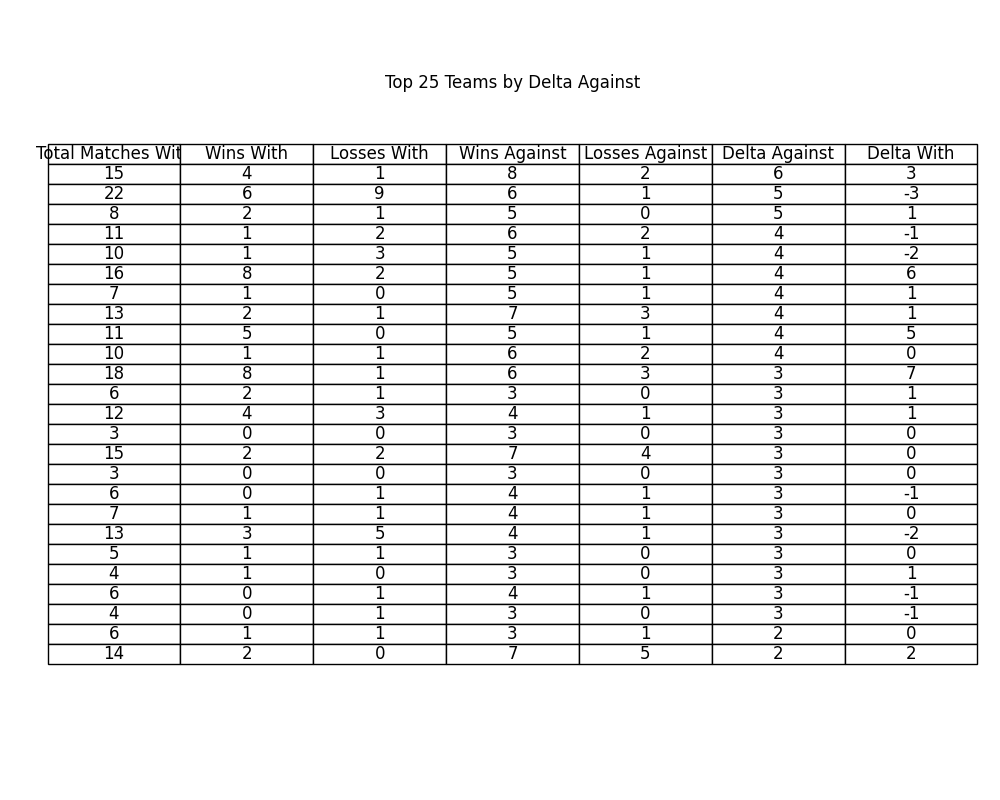 Top 25 Teams by Delta Against
Total Matches Wit Wins With Losses With Wins Against Losses Against Delta Against Delta With
15 4 1 8 2 6 3
22 6 9 6 1 5 -3
8 2 1 5 0 5 1
11 1 2 6 2 4 -1
10 1 3 5 1 4 -2
16 8 2 5 1 4 6
7 1 0 5 1 4 1
13 2 1 7 3 4 1
11 5 0 5 1 4 5
10 1 1 6 2 4 0
18 8 1 6 3 3 7
6 2 1 3 0 3 1
12 4 3 4 1 3 1
3 0 0 3 0 3 0
15 2 2 7 4 3 0
3 0 0 3 0 3 0
6 0 1 4 1 3 -1
7 1 1 4 1 3 0
13 3 5 4 1 3 -2
5 1 1 3 0 3 0
4 1 0 3 0 3 1
6 0 1 4 1 3 -1
4 0 1 3 0 3 -1
6 1 1 3 1 2 0
14 2 0 7 5 2 2